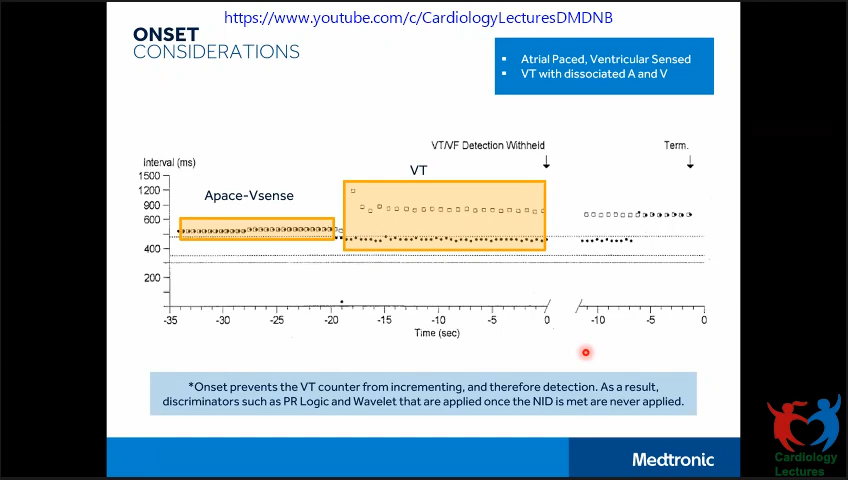 https://www.youtube.com/c/CardiologyLecturesDMDNB
ONSET
CONSIDERATIONS
▪ Atrial Paced, Ventricular Sensed
▪ VT with dissociated A and V
VT/VF Detection Withheld
Term.
Interval (ms)
VT
1500
1200
900
600
400
200
Apace-Vsense
-35
-30
-25
-20
-15
-10
-5
0
-10
-5
0
Time (sec)
*Onset prevents the VT counter from incrementing, and therefore detection. As a result,
discriminators such as PR Logic and Wavelet that are applied once the NID is met are never applied.
Medtronic
Cardiology
Lectures